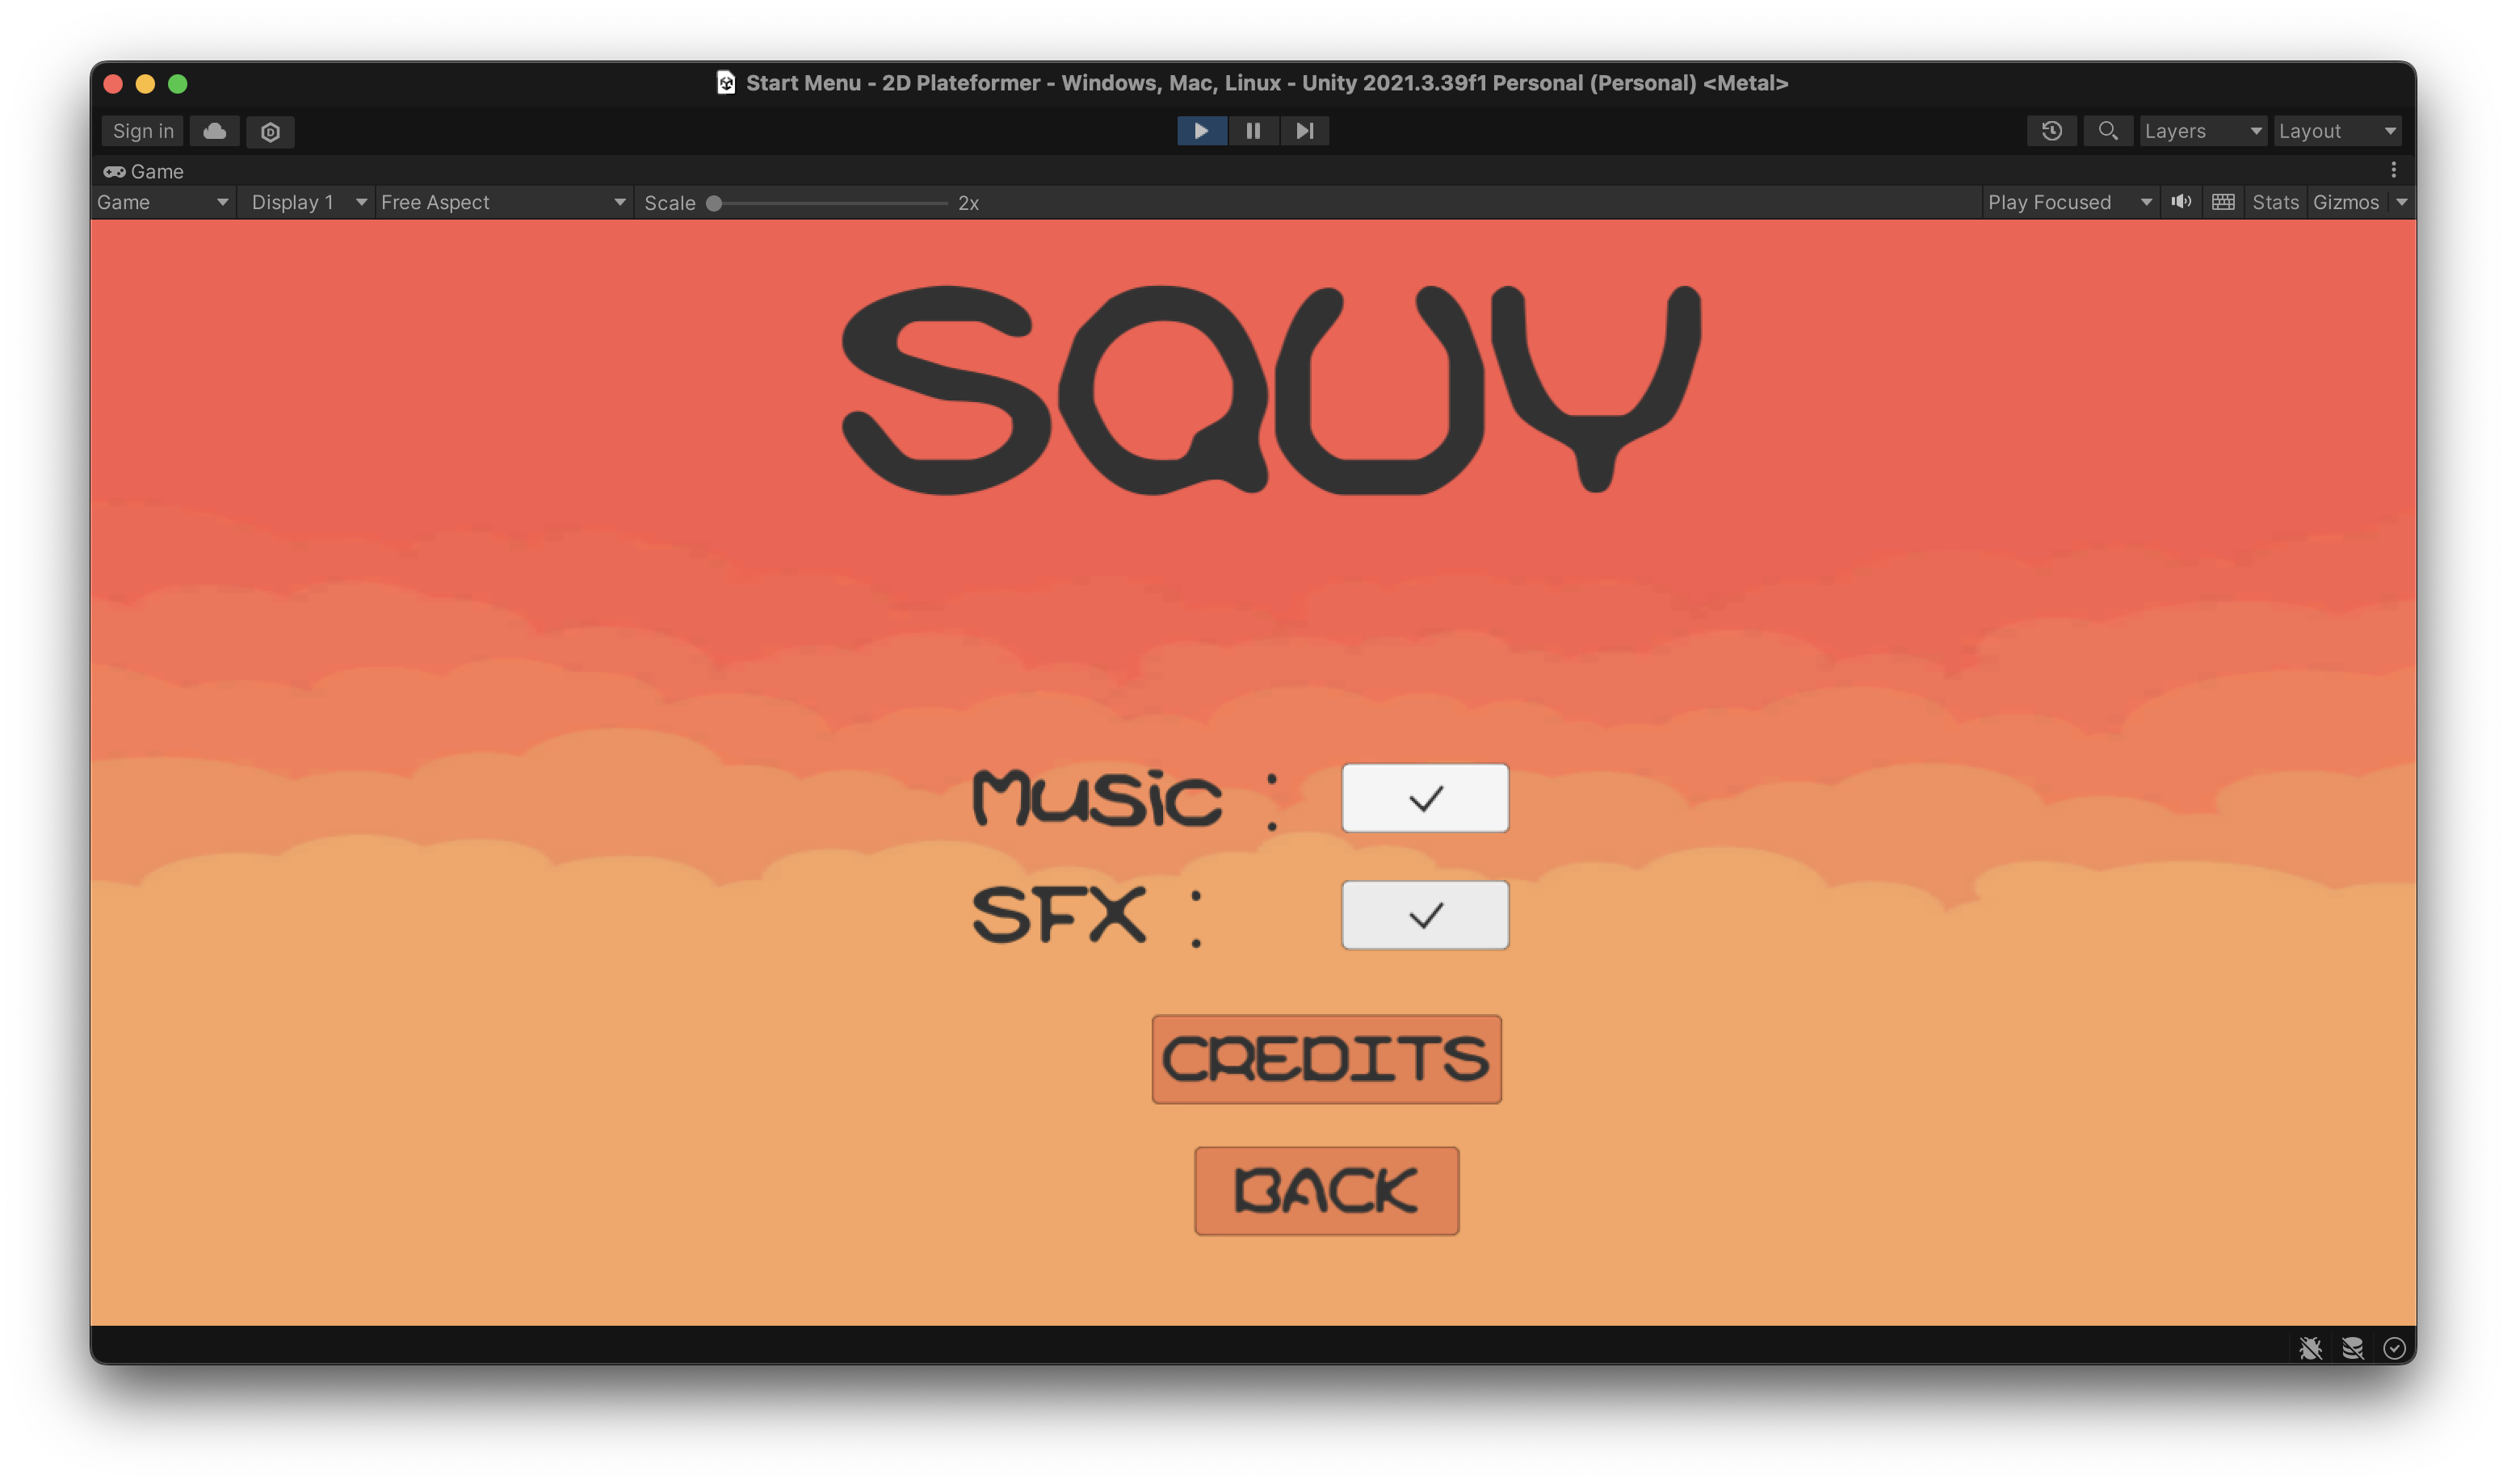 Start Menu - 2D Plateformer - Windows, Mac, Linux - Unity 2021.3.39f1 Personal (Personal) <Metal>
Sign in
Layers
Layout
Game
Game
Display 1
Free Aspect
Scale
2x
Play Focused
Stats
Gizmos
SQUY
Music :
SFX :
CREDITS
BACK